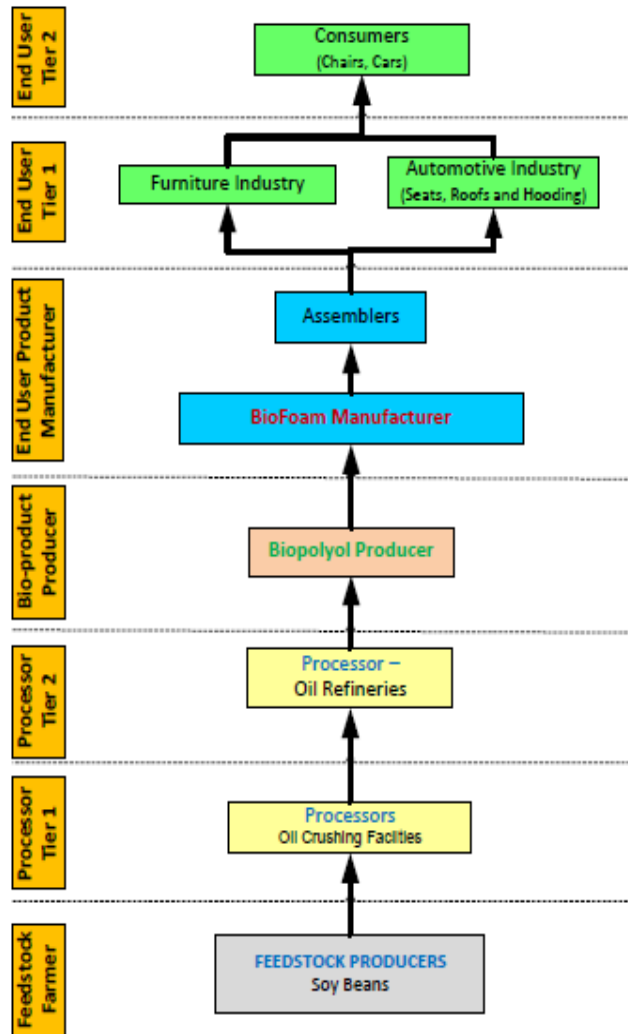 End User
Tier 2
Consumers
(Chairs, Cars)
End User
Tier 1
Furniture Industry
Automotive Industry
(Seats, Roofs and Hooding)
End User Product
Manufacturer
Assemblers
BioFoam Manufacturer
Bio-product
Producer
Biopolyol Producer
Processor
Tier 2
Processor –
Oil Refineries
Processor
Tier 1
Processors
Oil Crushing Faclties
Feedstock
Farmer
FEEDSTOCK PRODUCERS
Soy Beans